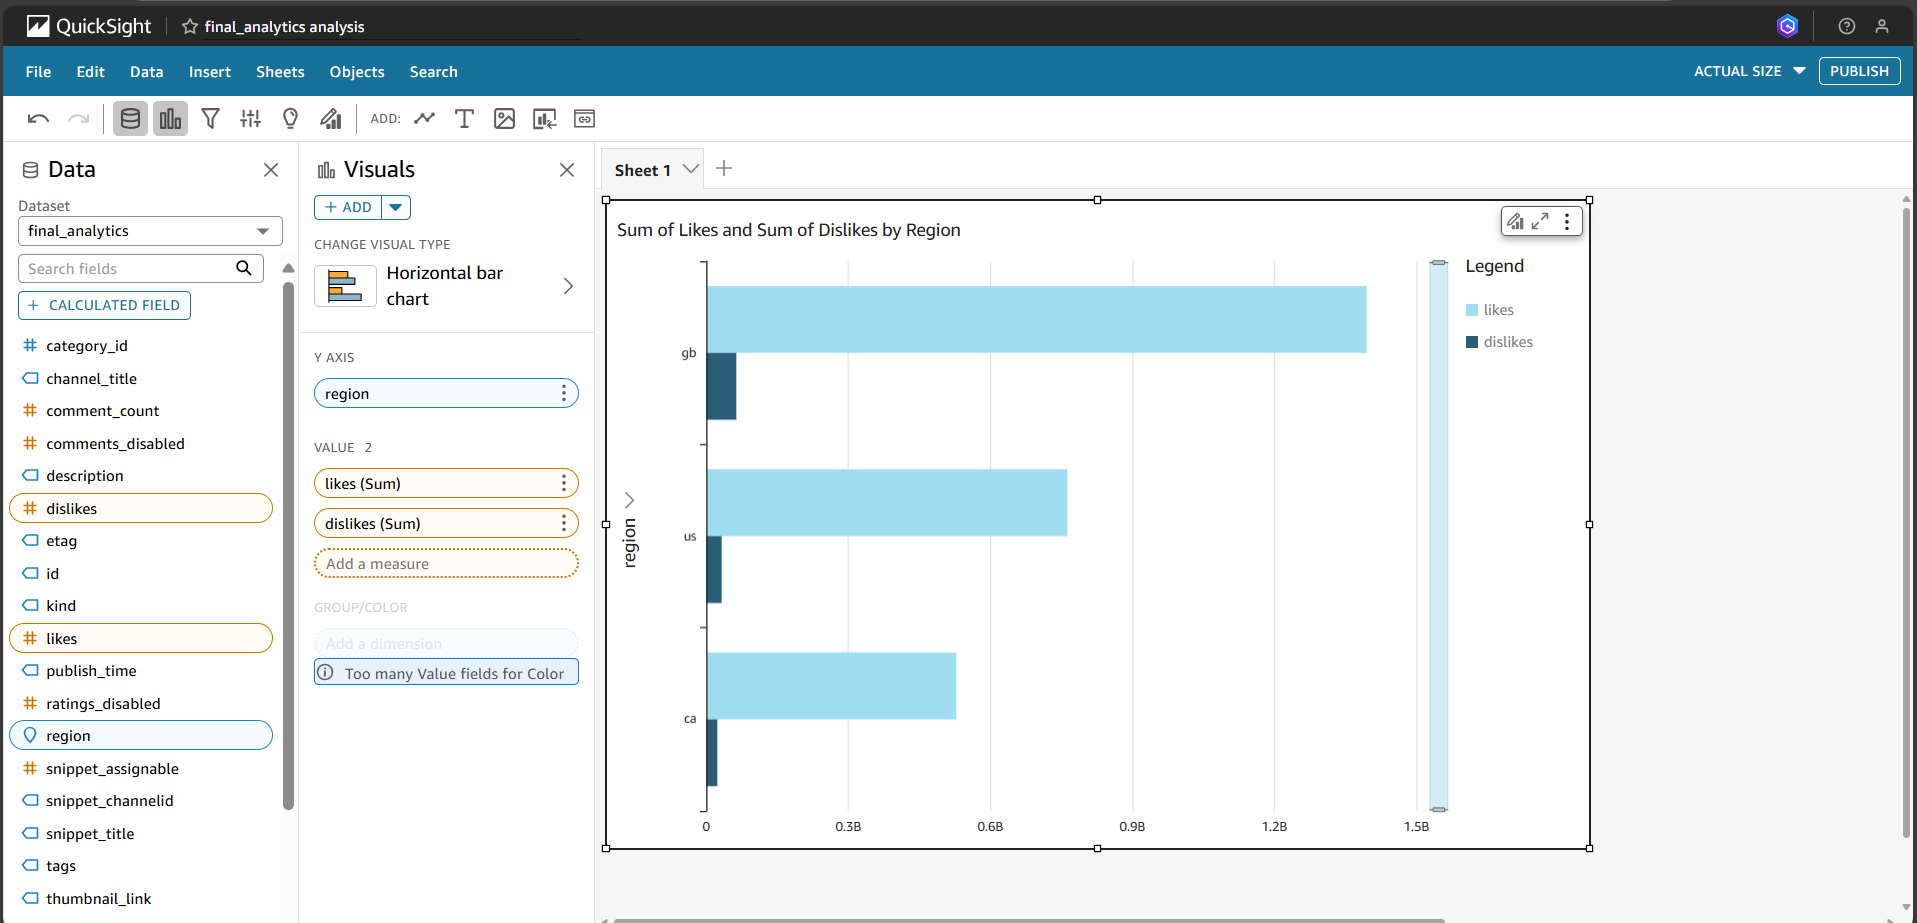 QuickSight
final_analytics analysis
File Edit Data Insert Sheets Objects Search
ACTUAL SIZE PUBLISH
ADD:
Data
Dataset
final_analytics
Search fields
CALCULATED FIELD
category_id
channel_title
comment_count
comments_disabled
description
dislikes
etag
id
kind
likes
publish_time
ratings_disabled
region
snippet_assignable
snippet_channelid
snippet_title
tags
thumbnail_link
Visuals
ADD
CHANGE VISUAL TYPE
Horizontal bar
chart
Y AXIS
region
VALUE 2
likes (Sum)
dislikes (Sum)
Add a measure
GROUP/COLOR
Add a dimension
Too many Value fields for Color
Sheet 1
Sum of Likes and Sum of Dislikes by Region
region
gb
us
ca
0 0.3B 0.6B 0.9B 1.2B 1.5B
Legend
likes
dislikes